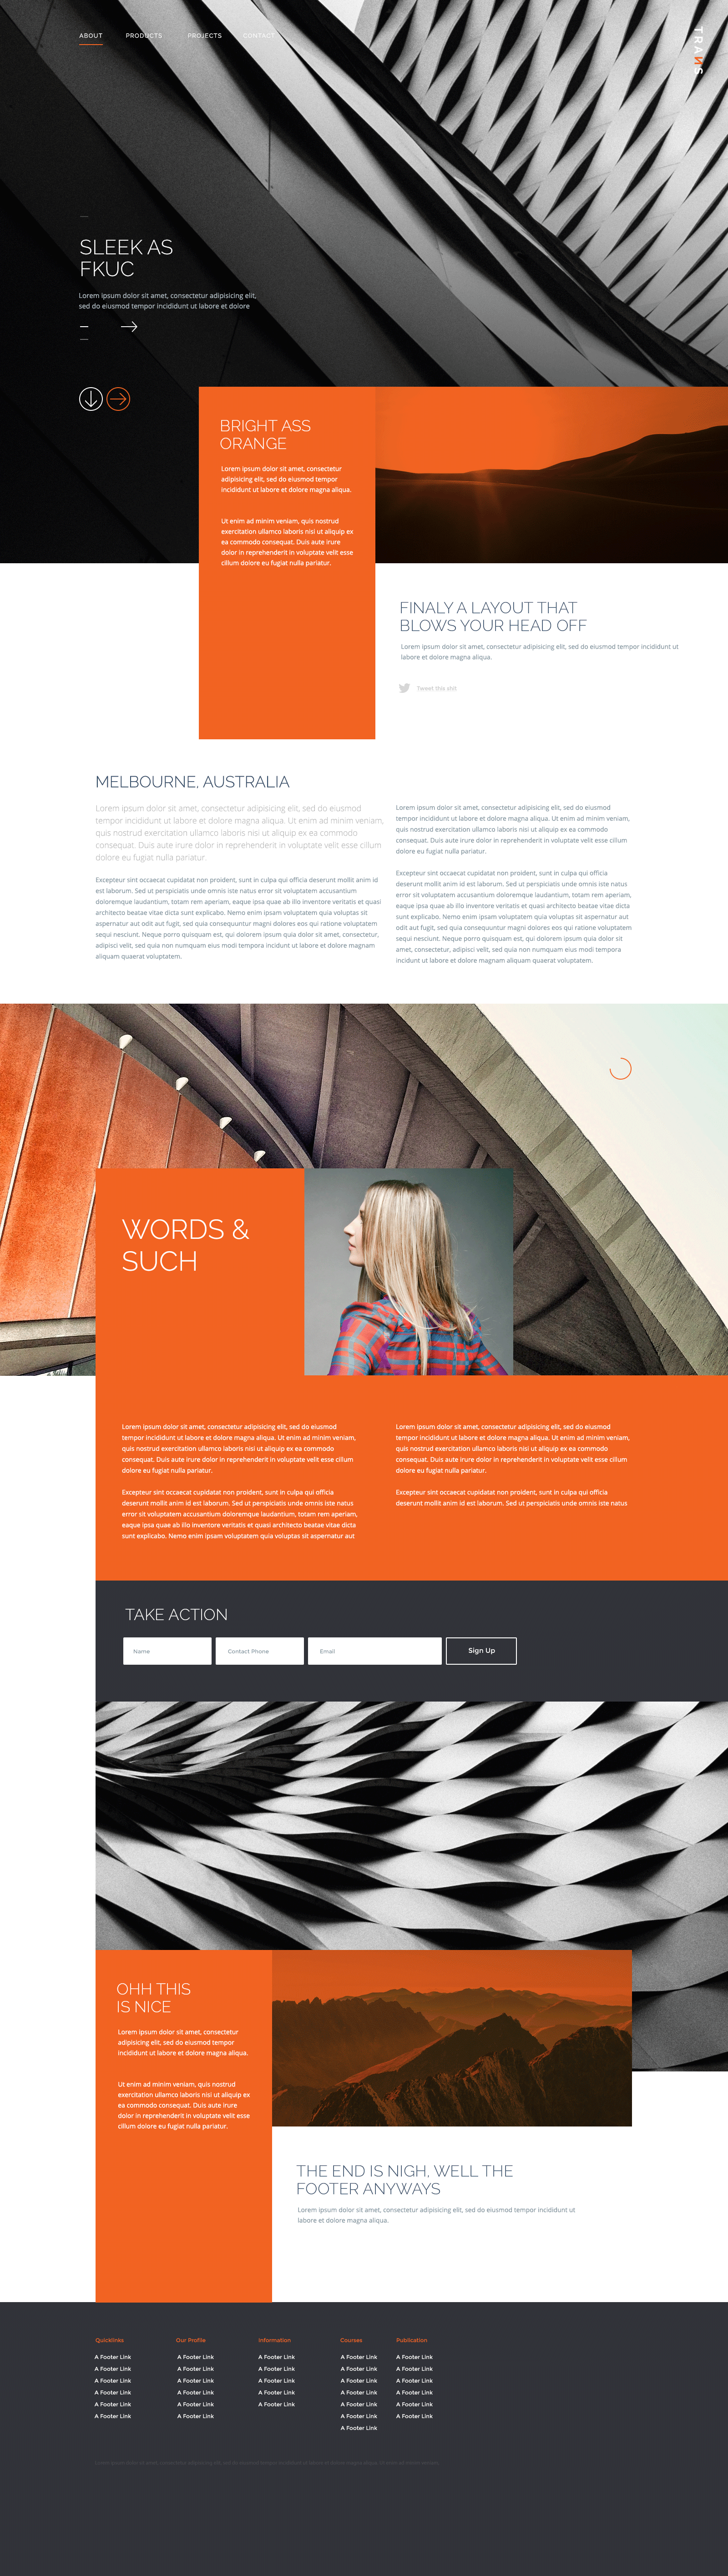 ABOUT PRODUCTS PROJECTS CONTACT
TRANS
SLEEK AS
FKUC
Lorem ipsum dolor sit amet, consectetur adipisicing elit,
sed do eiusmod tempor incididunt ut labore et dolore
BRIGHT ASS
ORANGE
Lorem ipsum dolor sit amet, consectetur
adipisicing elit, sed do eiusmod tempor
incididunt ut labore et dolore magna aliqua.
Ut enim ad minim veniam, quis nostrud
exercitation ullamco laboris nisi ut aliquip ex
ea commodo consequat. Duis aute irure
dolor in reprehenderit in voluptate velit esse
cillum dolore eu fugiat nulla pariatur.
FINALY A LAYOUT THAT
BLOWS YOUR HEAD OFF
Lorem ipsum dolor sit amet, consectetur adipisicing elit, sed do eiusmod tempor incididunt ut
labore et dolore magna aliqua.
Tweet this shit
MELBOURNE, AUSTRALIA
Lorem ipsum dolor sit amet, consectetur adipisicing elit, sed do eiusmod
tempor incididunt ut labore et dolore magna aliqua. Ut enim ad minim veniam,
quis nostrud exercitation ullamco laboris nisi ut aliquip ex ea commodo
consequat. Duis aute irure dolor in reprehenderit in voluptate velit esse cillum
dolore eu fugiat nulla pariatur.
Excepteur sint occaecat cupidatat non proident, sunt in culpa qui officia deserunt mollit anim id
est laborum. Sed ut perspiciatis unde omnis iste natus error sit voluptatem accusantium
doloremque laudantium, totam rem aperiam, eaque ipsa quae ab illo inventore veritatis et quasi
architecto beatae vitae dicta sunt explicabo. Nemo enim ipsam voluptatem quia voluptas sit
aspernatur aut odit aut fugit, sed quia consequuntur magni dolores eos qui ratione voluptatem
sequi nesciunt. Neque porro quisquam est, qui dolorem ipsum quia dolor sit amet, consectetur,
adipisci velit, sed quia non numquam eius modi tempora incidunt ut labore et dolore magnam
aliquam quaerat voluptatem.
Lorem ipsum dolor sit amet, consectetur adipisicing elit, sed do eiusmod
tempor incididunt ut labore et dolore magna aliqua. Ut enim ad minim veniam,
quis nostrud exercitation ullamco laboris nisi ut aliquip ex ea commodo
consequat. Duis aute irure dolor in reprehenderit in voluptate velit esse cillum
dolore eu fugiat nulla pariatur.
Excepteur sint occaecat cupidatat non proident, sunt in culpa qui officia
deserunt mollit anim id est laborum. Sed ut perspiciatis unde omnis iste natus
error sit voluptatem accusantium doloremque laudantium, totam rem aperiam,
eaque ipsa quae ab illo inventore veritatis et quasi architecto beatae vitae dicta
sunt explicabo. Nemo enim ipsam voluptatem quia voluptas sit aspernatur aut
odit aut fugit, sed quia consequuntur magni dolores eos qui ratione voluptatem
sequi nesciunt. Neque porro quisquam est, qui dolorem ipsum quia dolor sit
amet, consectetur, adipisci velit, sed quia non numquam eius modi tempora
incidunt ut labore et dolore magnam aliquam quaerat voluptatem.
WORDS &
SUCH
Lorem ipsum dolor sit amet, consectetur adipisicing elit, sed do eiusmod
tempor incididunt ut labore et dolore magna aliqua. Ut enim ad minim veniam,
quis nostrud exercitation ullamco laboris nisi ut aliquip ex ea commodo
consequat. Duis aute irure dolor in reprehenderit in voluptate velit esse cillum
dolore eu fugiat nulla pariatur.
Excepteur sint occaecat cupidatat non proident, sunt in culpa qui officia
deserunt mollit anim id est laborum. Sed ut perspiciatis unde omnis iste natus
error sit voluptatem accusantium doloremque laudantium, totam rem aperiam,
eaque ipsa quae ab illo inventore veritatis et quasi architecto beatae vitae dicta
sunt explicabo. Nemo enim ipsam voluptatem quia voluptas sit aspernatur aut
Lorem ipsum dolor sit amet, consectetur adipisicing elit, sed do eiusmod
tempor incididunt ut labore et dolore magna aliqua. Ut enim ad minim veniam,
quis nostrud exercitation ullamco laboris nisi ut aliquip ex ea commodo
consequat. Duis aute irure dolor in reprehenderit in voluptate velit esse cillum
dolore eu fugiat nulla pariatur.
Excepteur sint occaecat cupidatat non proident, sunt in culpa qui officia
deserunt mollit anim id est laborum. Sed ut perspiciatis unde omnis iste natus
TAKE ACTION
Name Contact Phone Email Sign Up
OHH THIS
IS NICE
Lorem ipsum dolor sit amet, consectetur
adipisicing elit, sed do eiusmod tempor
incididunt ut labore et dolore magna aliqua.
Ut enim ad minim veniam, quis nostrud
exercitation ullamco laboris nisi ut aliquip ex
ea commodo consequat. Duis aute irure
dolor in reprehenderit in voluptate velit esse
cillum dolore eu fugiat nulla pariatur.
THE END IS NIGH, WELL THE
FOOTER ANYWAYS
Lorem ipsum dolor sit amet, consectetur adipisicing elit, sed do eiusmod tempor incididunt ut
labore et dolore magna aliqua.
Quicklinks Our Profile Information Courses Publication
A Footer Link A Footer Link A Footer Link A Footer Link A Footer Link
A Footer Link A Footer Link A Footer Link A Footer Link A Footer Link
A Footer Link A Footer Link A Footer Link A Footer Link A Footer Link
A Footer Link A Footer Link A Footer Link A Footer Link A Footer Link
A Footer Link A Footer Link A Footer Link A Footer Link A Footer Link
A Footer Link A Footer Link A Footer Link A Footer Link
A Footer Link